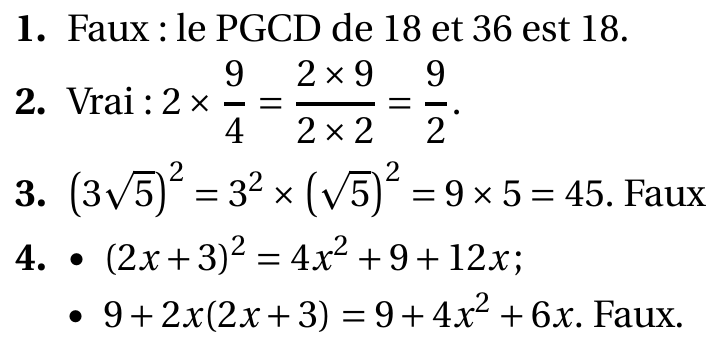 1. Faux : le PGCD de 18 et 36 est 18.
2. Vrai : 2 × 9/4 = (2 × 9)/(2 × 2) = 9/2.
3. (3√5)² = 3² × (√5)² = 9 × 5 = 45. Faux
4. • (2x + 3)² = 4x² + 9 + 12x;
• 9 + 2x(2x + 3) = 9 + 4x² + 6x. Faux.